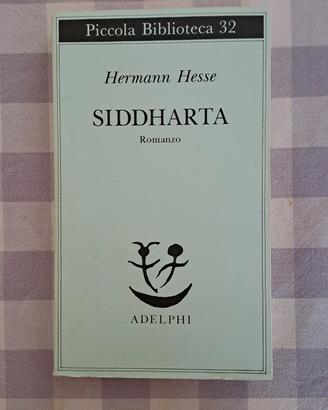 Piccola Biblioteca 32
Hermann Hesse
SIDDHARTA
Romanzo
ADELPHI